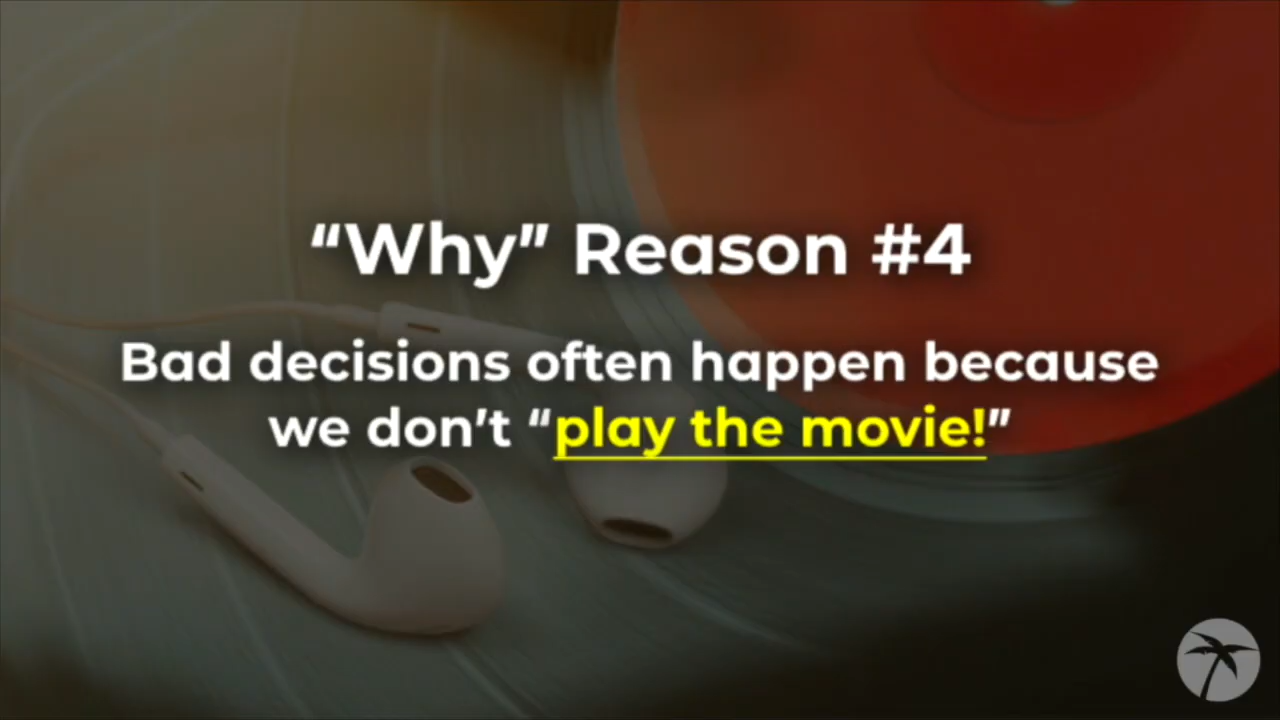 “Why” Reason #4
Bad decisions often happen because
we don’t “play the movie!”